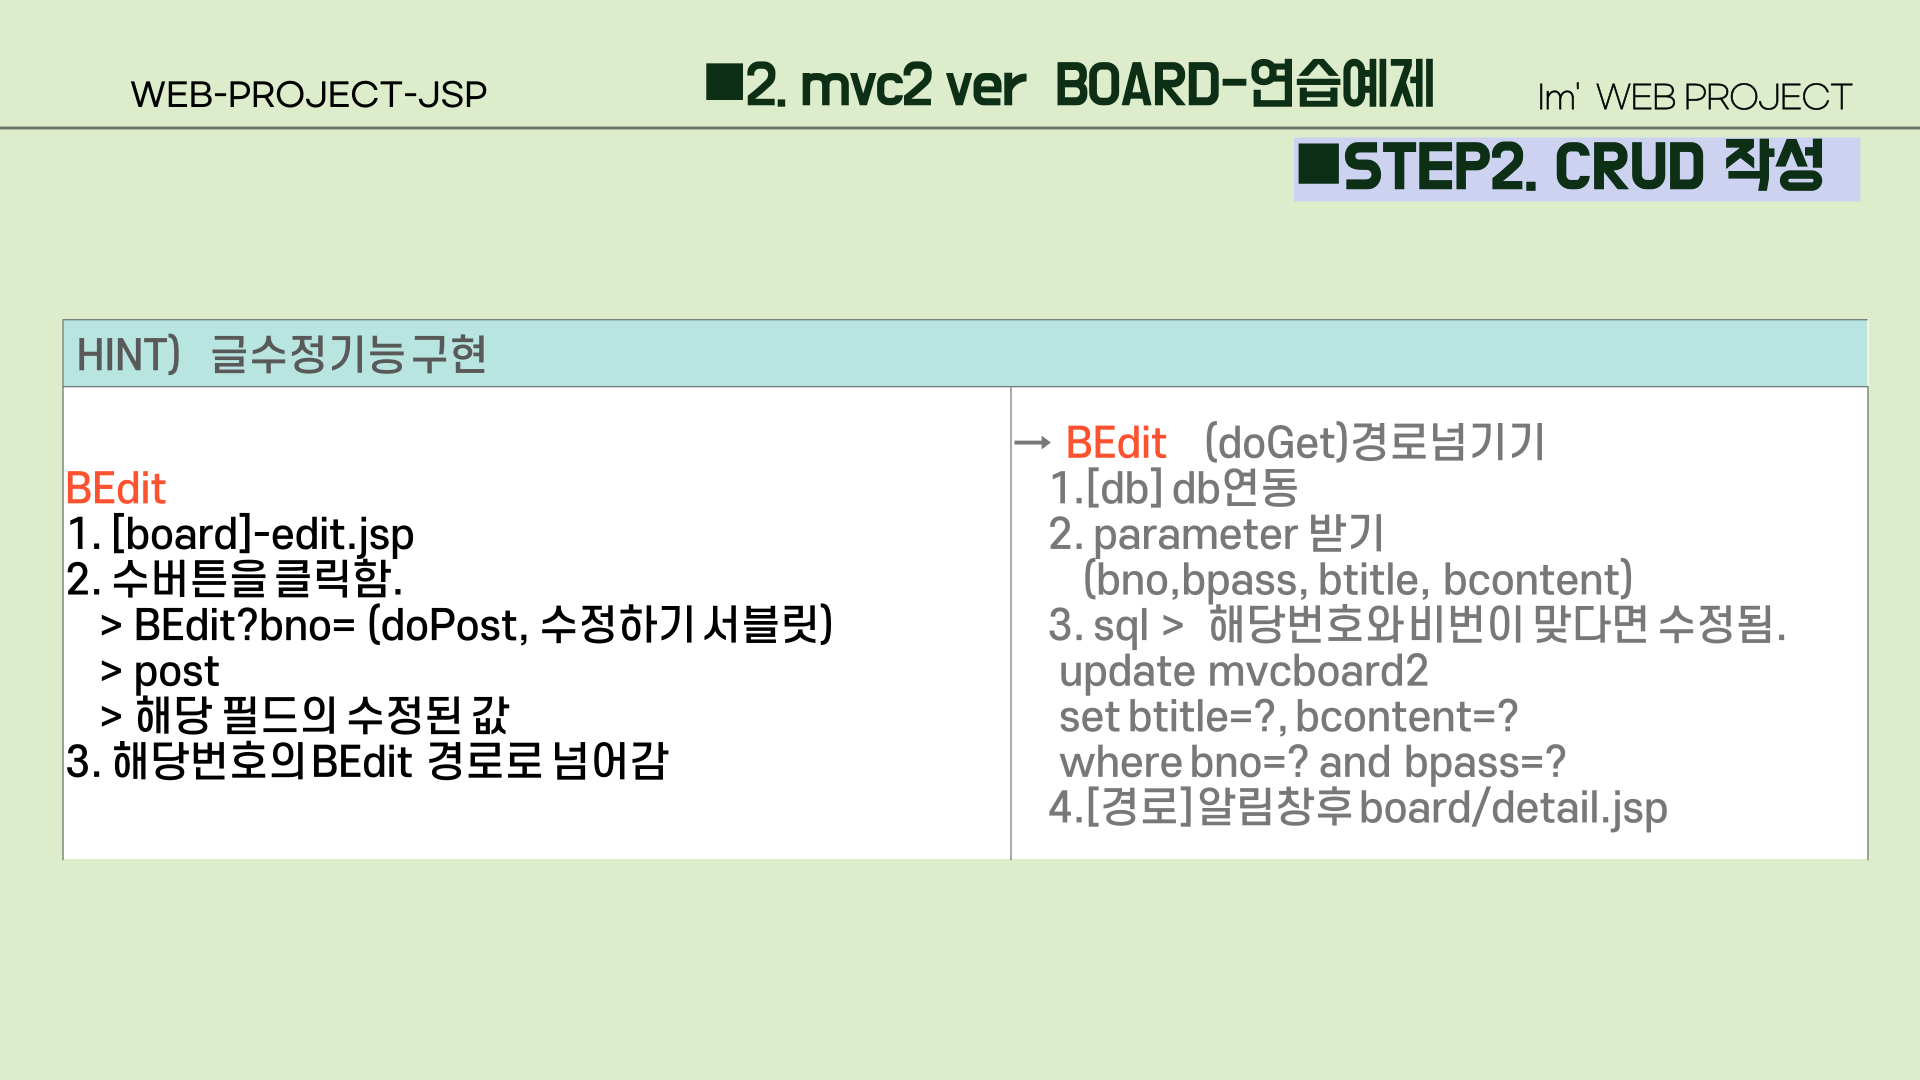 WEB-PROJECT-JSP
■2. mvc2 ver BOARD-연습예제
Im' WEB PROJECT
■STEP2. CRUD 작성
HINT) 글수정기능구현
BEdit
1. [board]-edit.jsp
2. 수버튼을 클릭함.
> BEdit?bno= (doPost, 수정하기 서블릿)
> post
> 해당 필드의 수정된 값
3. 해당번호의 BEdit 경로로 넘어감
→ BEdit (doGet)경로넘기기
1.[db] db연동
2. parameter 받기
(bno,bpass, btitle, bcontent)
3. sql > 해당번호와 비번이 맞다면 수정됨.
update mvcboard2
set btitle=?, bcontent=?
where bno=? and bpass=?
4.[경로] 알림창후 board/detail.jsp